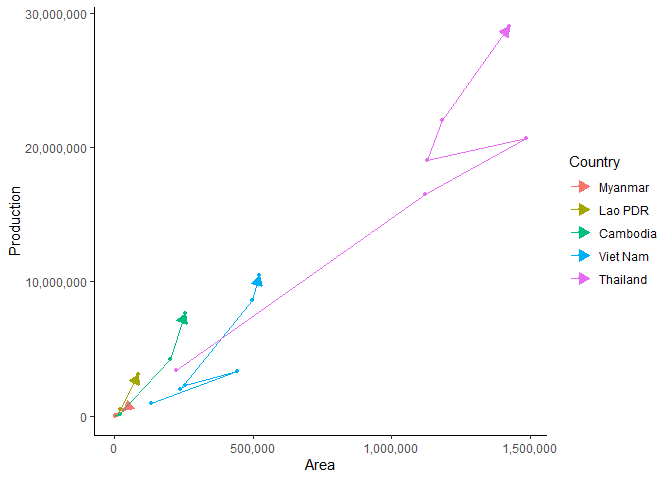 30,000,000
20,000,000
10,000,000
0
Production
0
500,000
1,000,000
1,500,000
Area
Country
Myanmar
Lao PDR
Cambodia
Viet Nam
Thailand